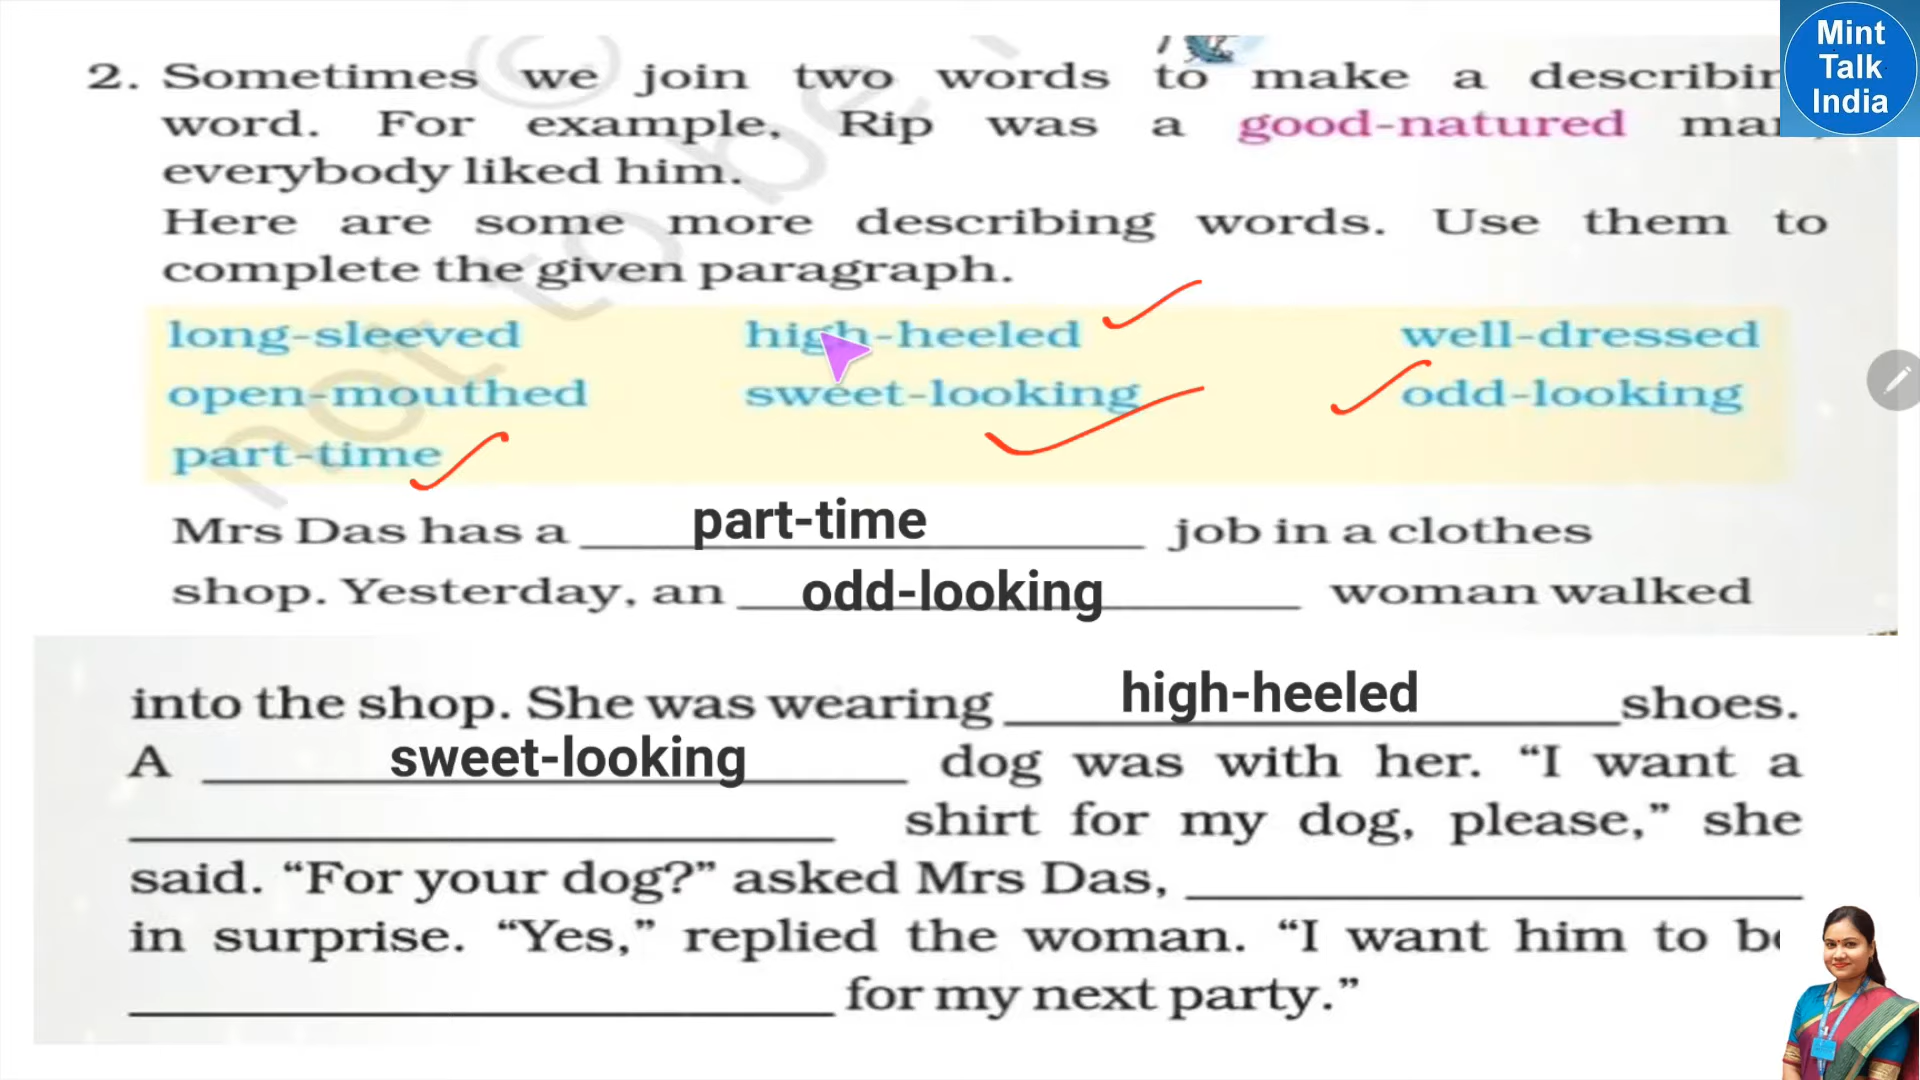 Mint
Talk
India
2. Sometimes we join two words to make a describin
word. For example, Rip was a good-natured man
everybody liked him.
Here are some more describing words. Use them to
complete the given paragraph.
long-sleeved high-heeled well-dressed
open-mouthed sweet-looking odd-looking
part-time
Mrs Das has a part-time job in a clothes
shop. Yesterday, an odd-looking woman walked
into the shop. She was wearing high-heeled shoes.
A sweet-looking dog was with her. “I want a
shirt for my dog, please,” she
said. “For your dog?” asked Mrs Das,
in surprise. “Yes,” replied the woman. “I want him to be
for my next party.”
not to be